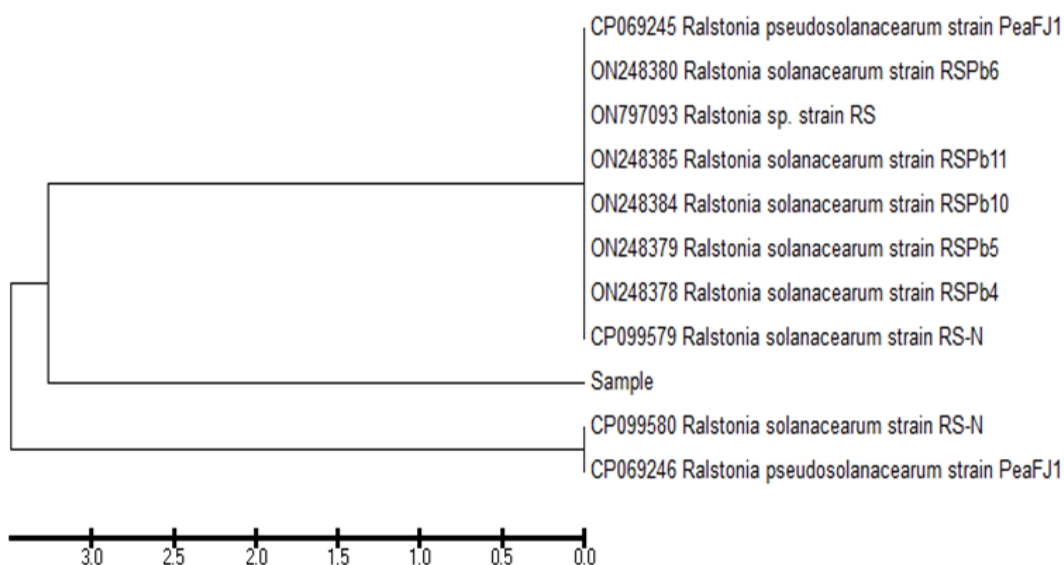 CP069245 Ralstonia pseudosolanacearum strain PeaFJ1
ON248380 Ralstonia solanacearum strain RSPb6
ON797093 Ralstonia sp. strain RS
ON248385 Ralstonia solanacearum strain RSPb11
ON248384 Ralstonia solanacearum strain RSPb10
ON248379 Ralstonia solanacearum strain RSPb5
ON248378 Ralstonia solanacearum strain RSPb4
CP099579 Ralstonia solanacearum strain RS-N
Sample
CP099580 Ralstonia solanacearum strain RS-N
CP069246 Ralstonia pseudosolanacearum strain PeaFJ1
3.0 2.5 2.0 1.5 1.0 0.5 0.0